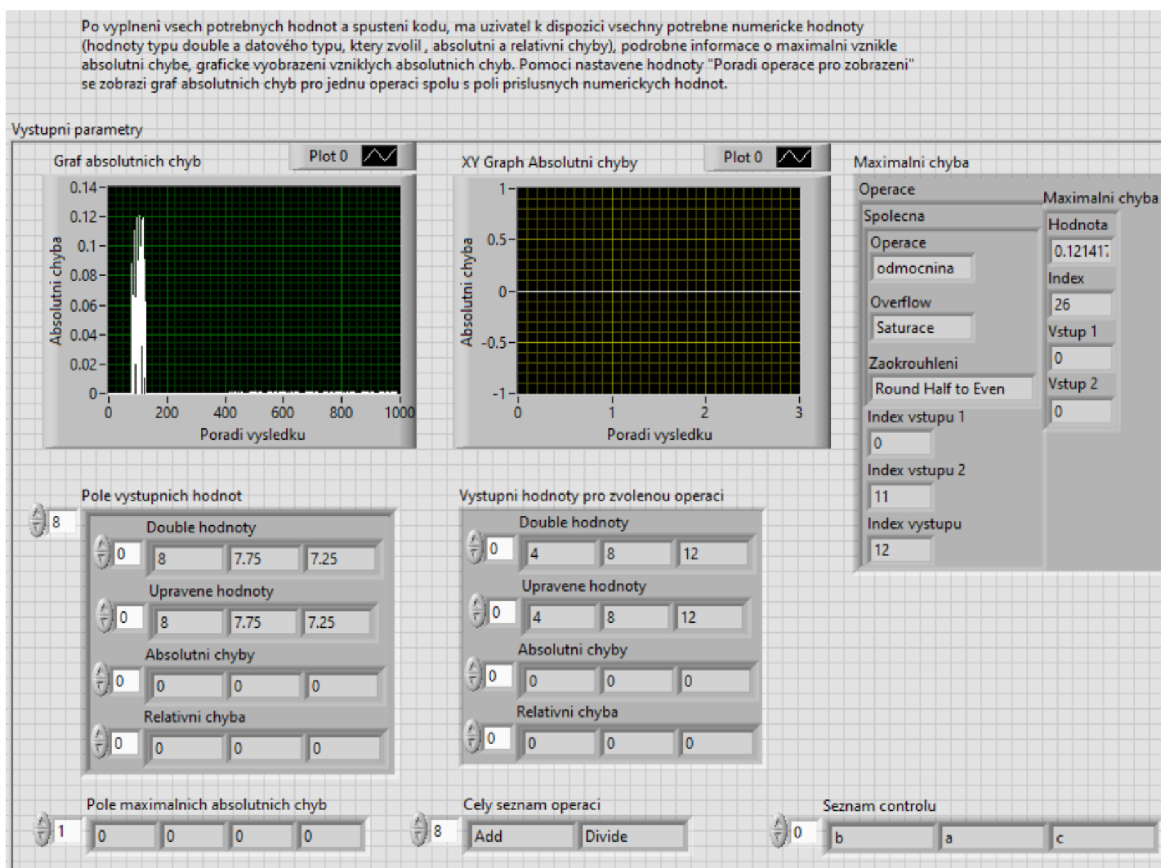 Po vyplneni vsech potrebnych hodnot a spusteni kodu, ma uzivatel k dispozici vsechny potrebne numericke hodnoty
(hodnoty typu double a datového typu, ktery zvolil , absolutni a relativni chyby), podrobne informace o maximalni vznikle
absolutni chybe, graficke vyobrazeni vzniklych absolutnich chyb. Pomoci nastavene hodnoty "Poradi operace pro zobrazeni"
se zobrazi graf absolutnich chyb pro jednu operaci spolu s poli prislusnych numerickych hodnot.
Vystupni parametry
Graf absolutnich chyb
Plot 0
Absolutni chyba
0.14
0.12
0.1
0.08
0.06
0.04
0.02
0
0 200 400 600 800 1000
Poradi vysledku
XY Graph Absolutni chyby
Plot 0
Absolutni chyba
1
0.5
0
-0.5
-1
0 1 2 3
Poradi vysledku
Maximalni chyba
Operace
Spolecna
Operace
odmocnina
Overflow
Saturace
Zaokrouhleni
Round Half to Even
Index vstupu 1
0
Index vstupu 2
11
Index vystupu
12
Maximalni chyba
Hodnota
0.121417
Index
26
Vstup 1
0
Vstup 2
0
Pole vystupnich hodnot
8
Double hodnoty
0 8 7.75 7.25
Upravene hodnoty
0 8 7.75 7.25
Absolutni chyby
0 0 0 0
Relativni chyba
0 0 0 0
Vystupni hodnoty pro zvolenou operaci
Double hodnoty
0 4 8 12
Upravene hodnoty
0 4 8 12
Absolutni chyby
0 0 0 0
Relativni chyba
0 0 0 0
Pole maximalnich absolutnich chyb
1 0 0 0 0
Cely seznam operaci
8 Add Divide
Seznam controlu
0 b a c